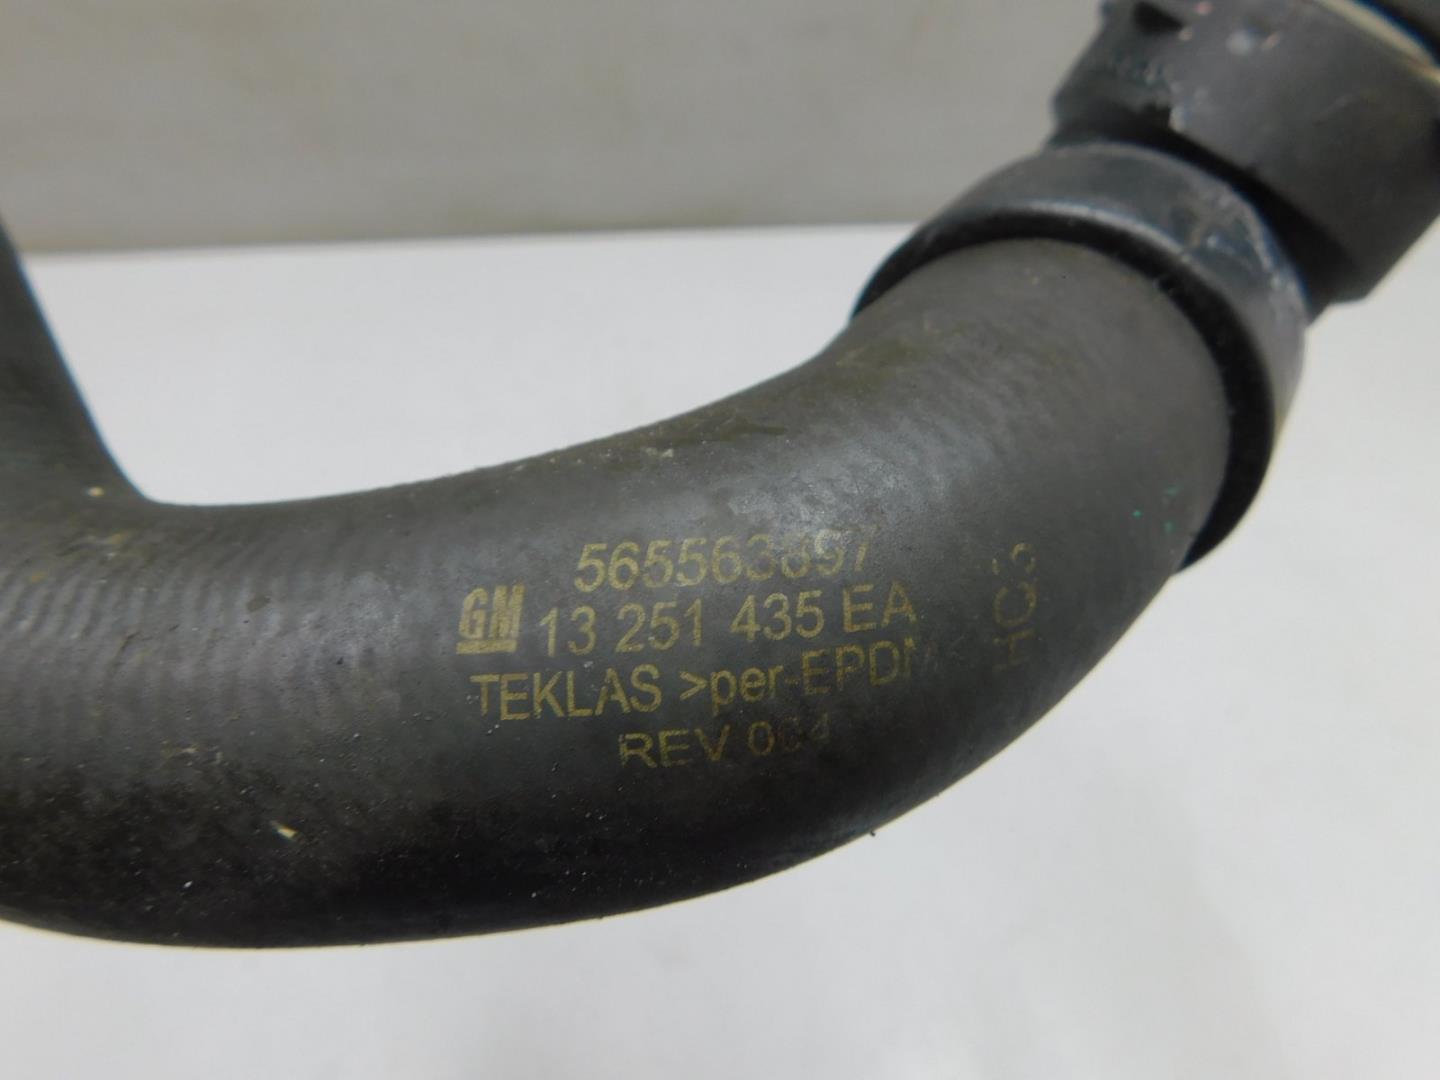 565563897
GM 13 251 435 EA
TEKLAS >per-EPDM<
REV 004
HC3